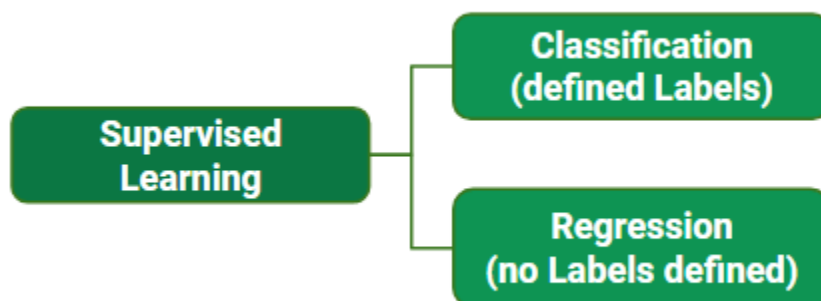 Supervised
Learning
Classification
(defined Labels)
Regression
(no Labels defined)